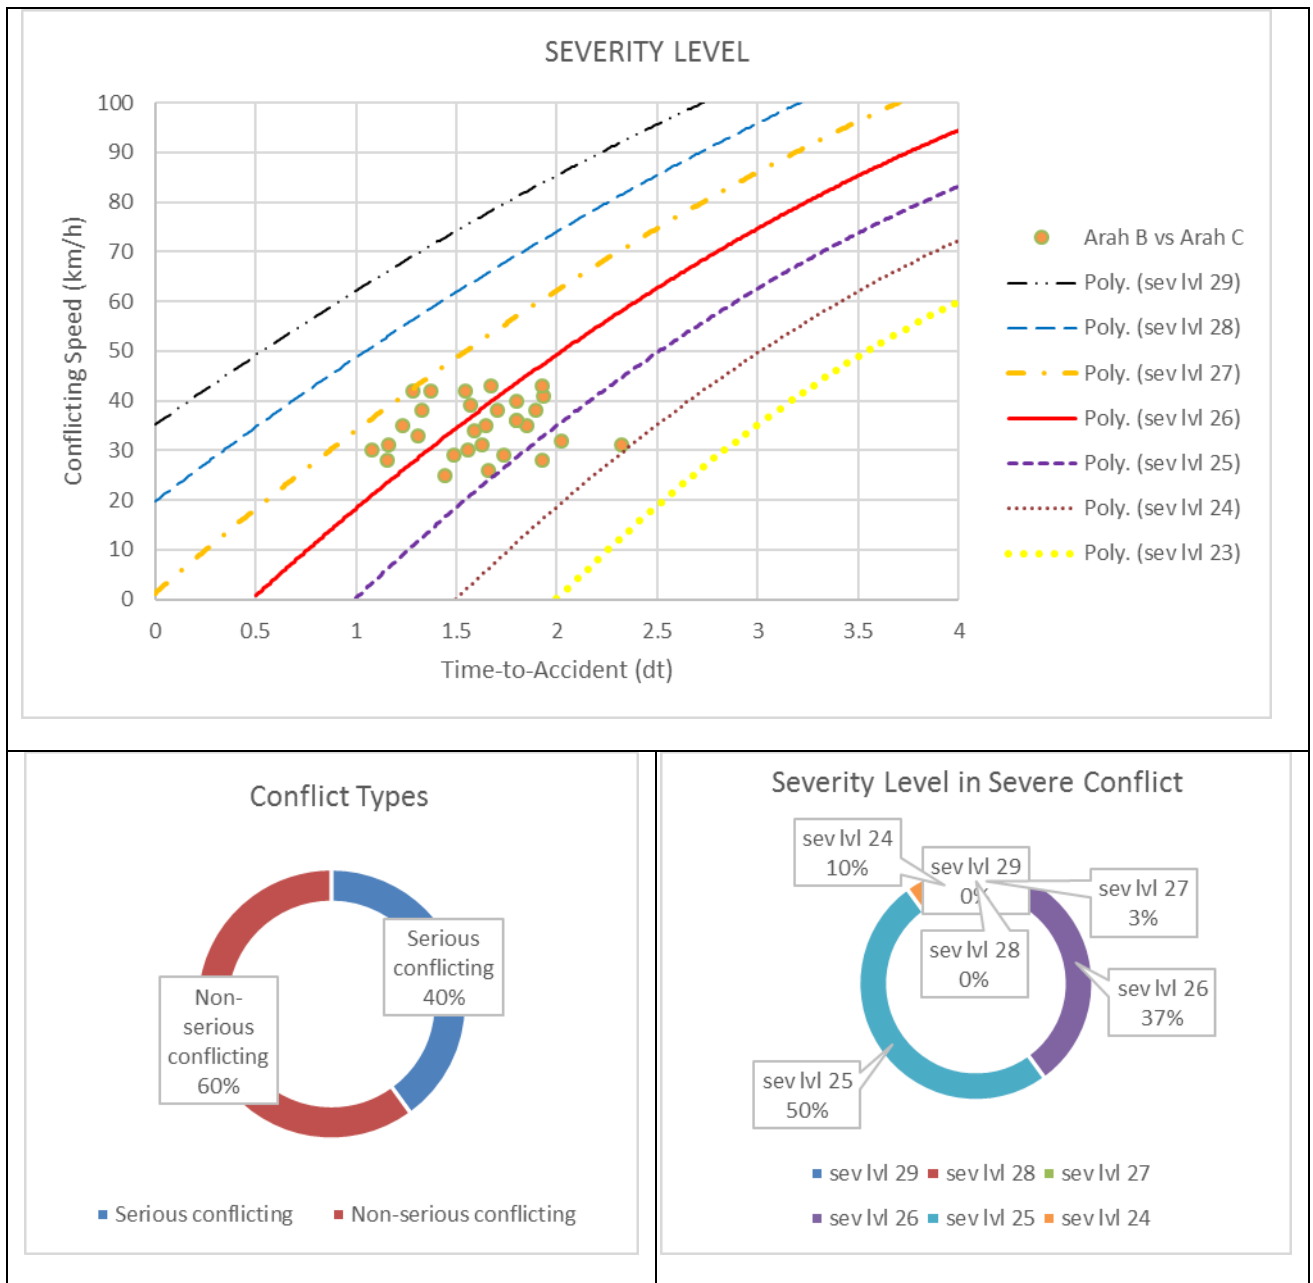 SEVERITY LEVEL
100
90
80
70
60
50
40
30
20
10
0
Conflicting Speed (km/h)
0
0.5
1
1.5
2
2.5
3
3.5
4
Time-to-Accident (dt)
Arah B vs Arah C
Poly. (sev lvl 29)
Poly. (sev lvl 28)
Poly. (sev lvl 27)
Poly. (sev lvl 26)
Poly. (sev lvl 25)
Poly. (sev lvl 24)
Poly. (sev lvl 23)
Conflict Types
Serious
conflicting
40%
Non-
serious
conflicting
60%
Serious conflicting
Non-serious conflicting
Severity Level in Severe Conflict
sev lvl 24
10%
sev lvl 29
0%
sev lvl 27
3%
sev lvl 28
0%
sev lvl 26
37%
sev lvl 25
50%
sev lvl 29
sev lvl 28
sev lvl 27
sev lvl 26
sev lvl 25
sev lvl 24